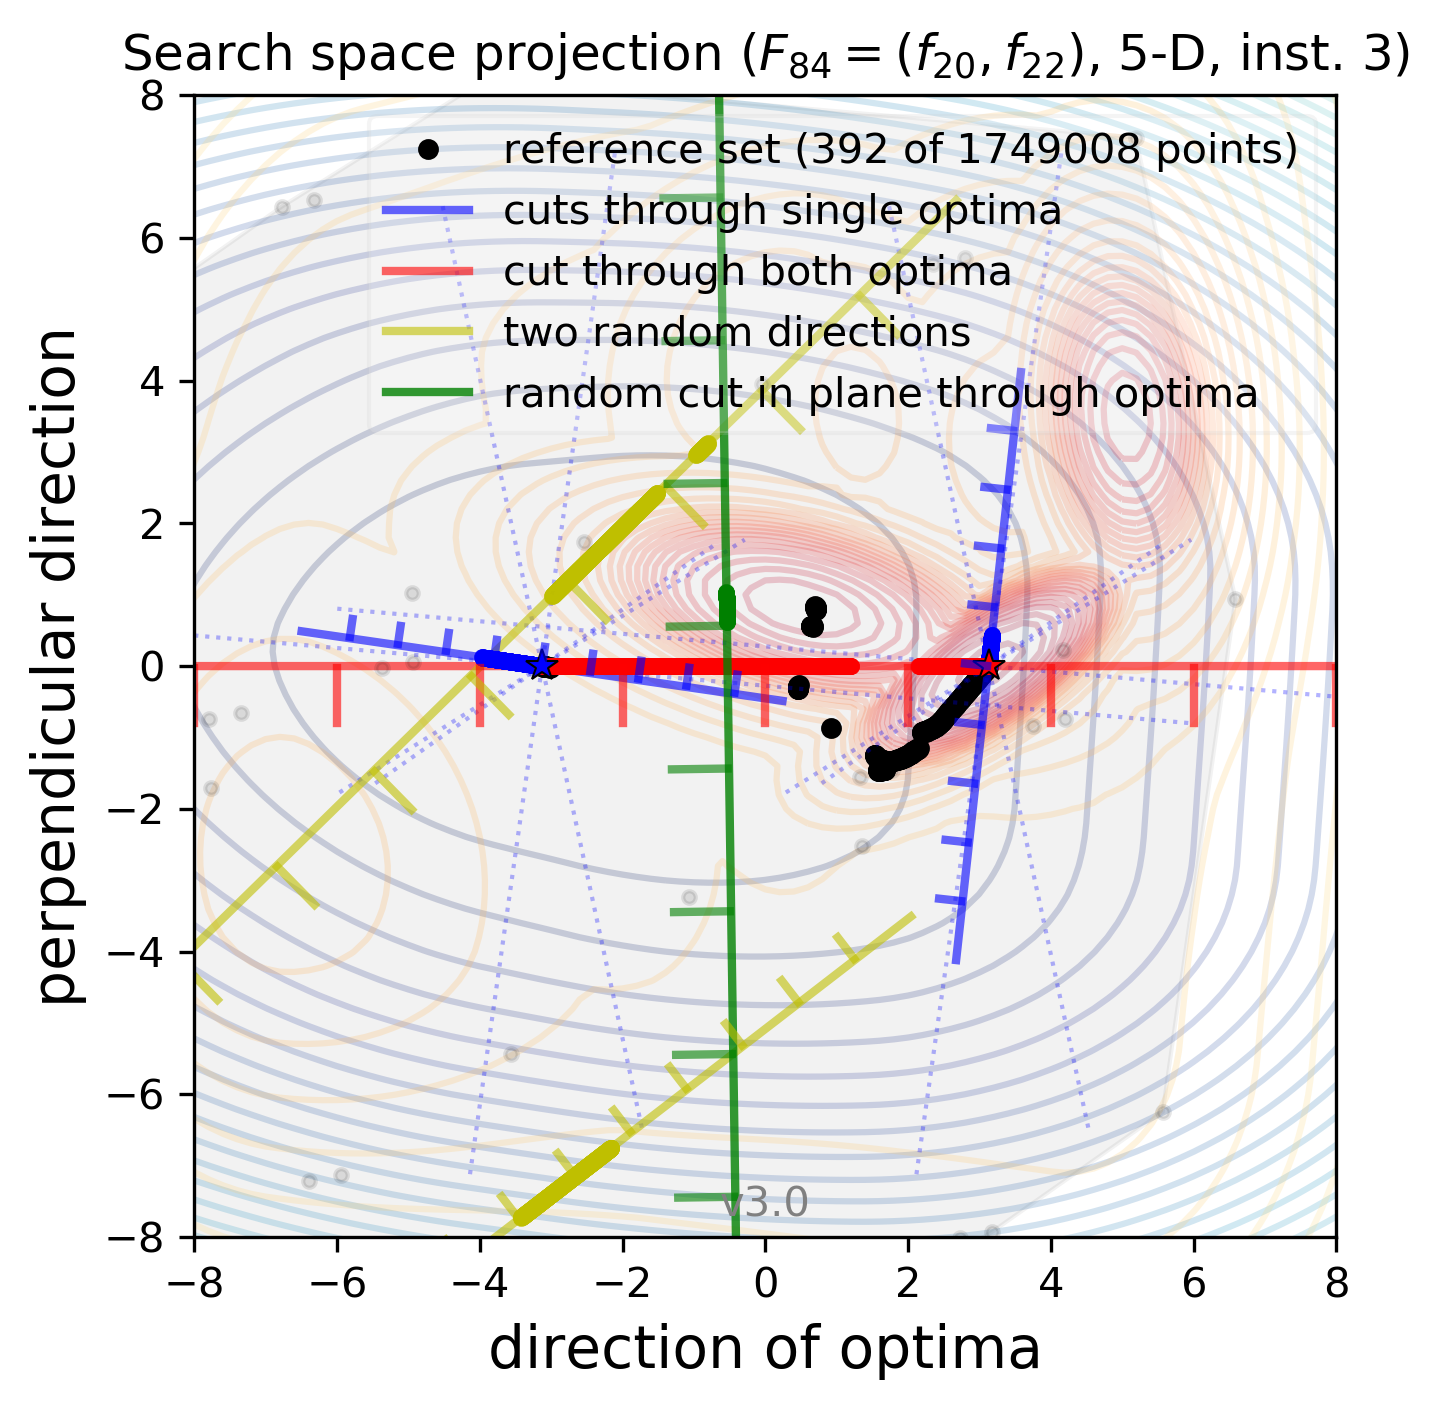 Search space projection (F84 = (f20, f22), 5-D, inst. 3)
reference set (392 of 1749008 points)
cuts through single optima
cut through both optima
two random directions
random cut in plane through optima
perpendicular direction
8
6
4
2
0
−2
−4
−6
−8
v3.0
−8 −6 −4 −2 0 2 4 6 8
direction of optima